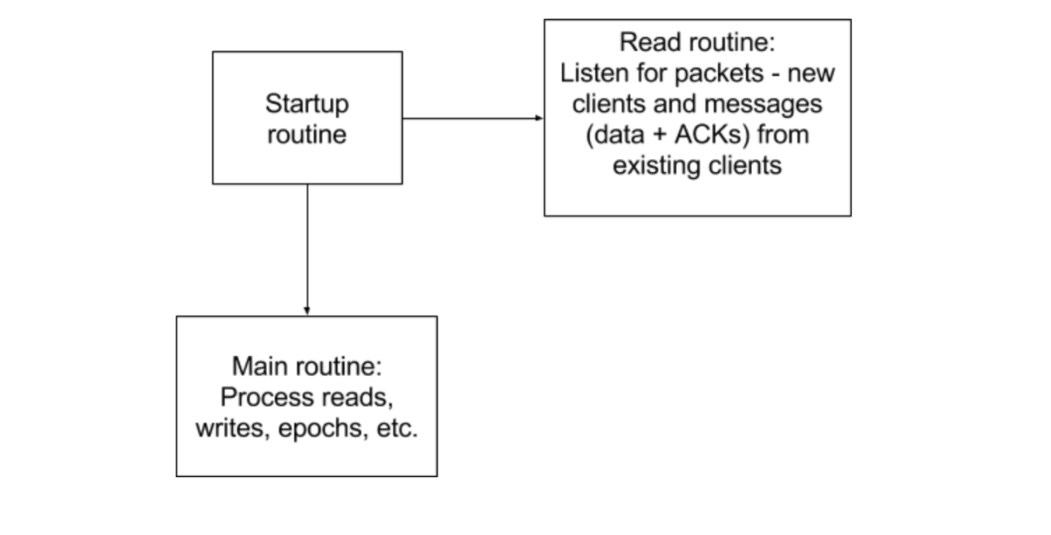 Startup
routine
Read routine:
Listen for packets - new
clients and messages
(data + ACKs) from
existing clients
Main routine:
Process reads,
writes, epochs, etc.